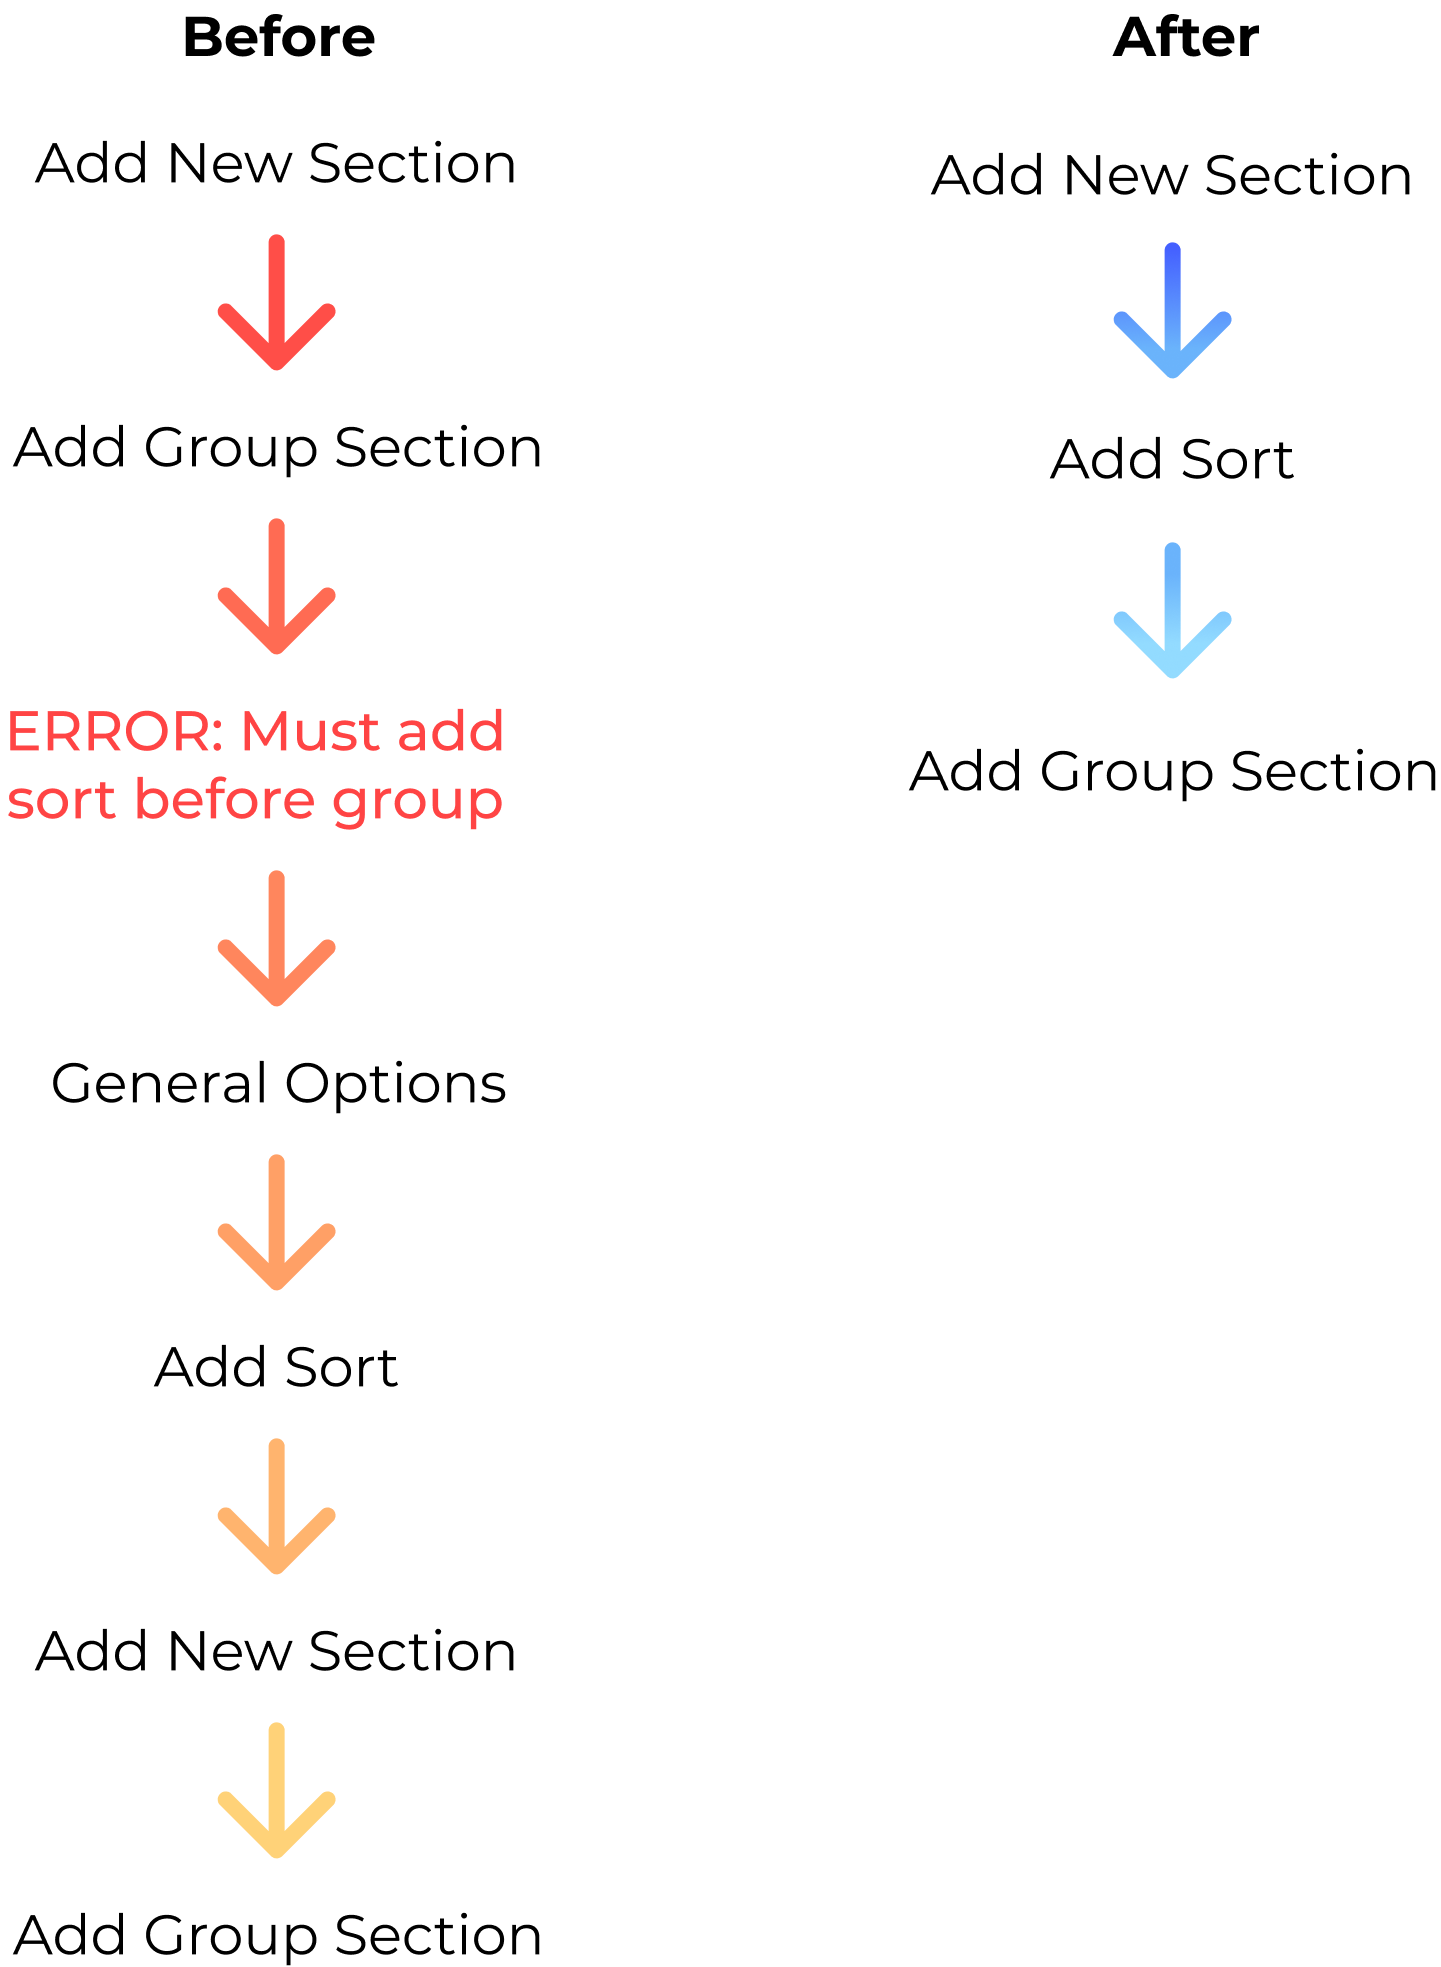 Before
Add New Section
Add Group Section
ERROR: Must add
sort before group
General Options
Add Sort
Add New Section
Add Group Section
After
Add New Section
Add Sort
Add Group Section